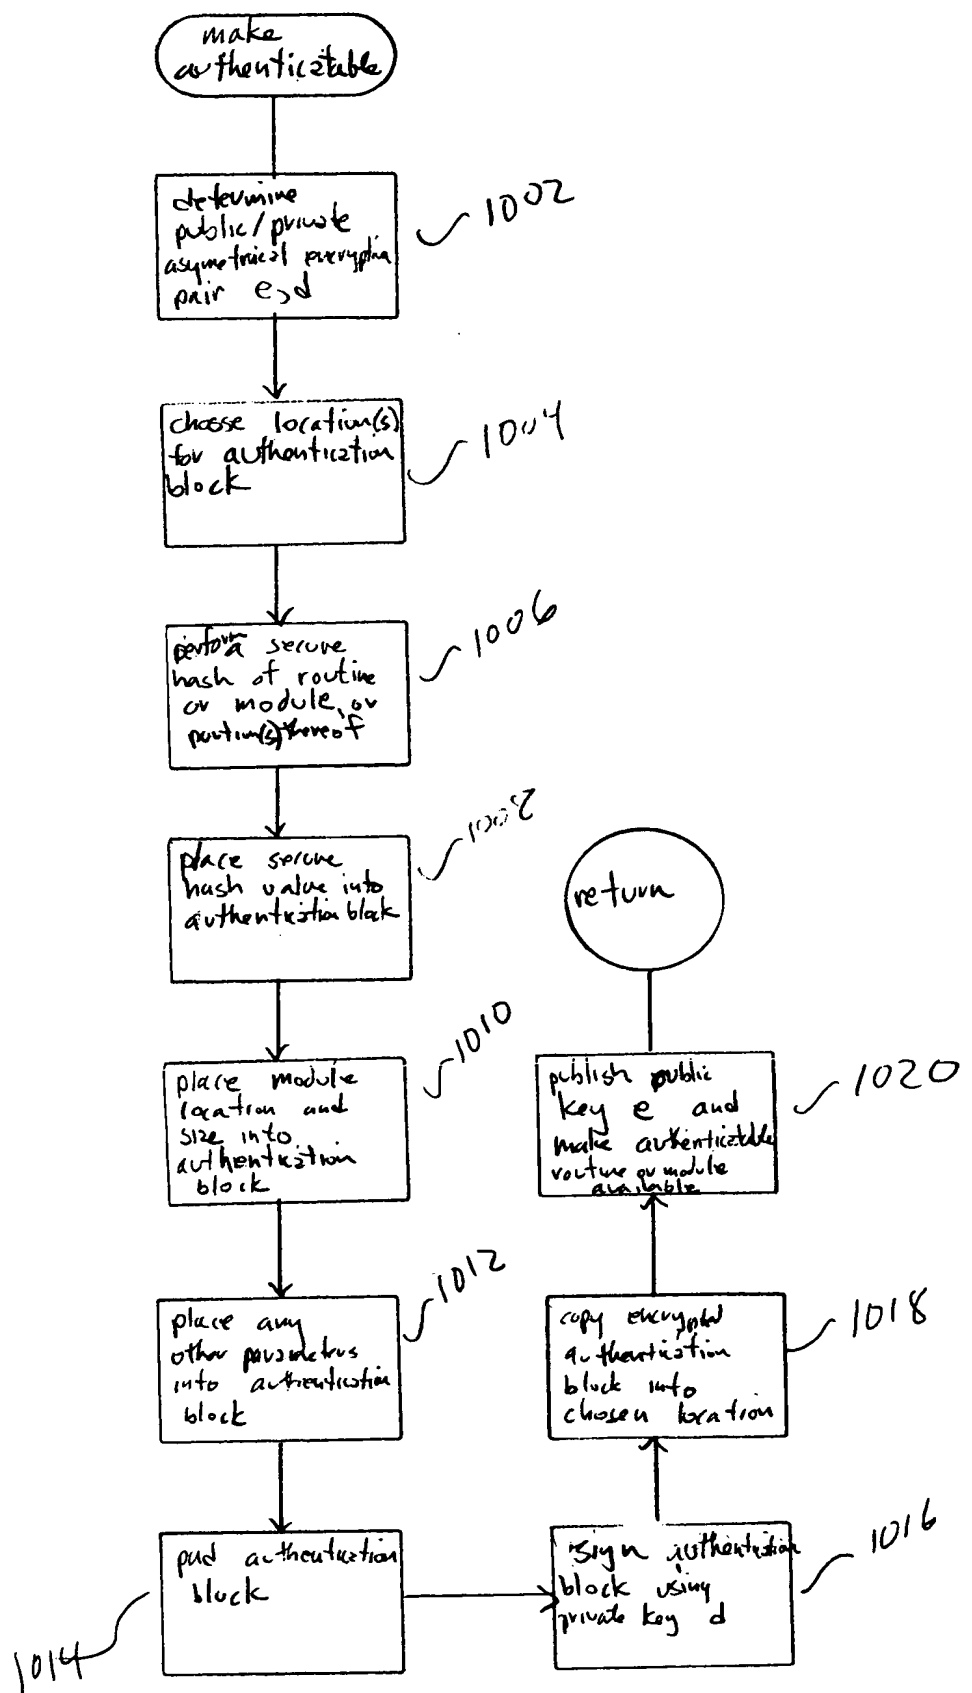 make
authenticatable
determine
public/private
asymetrical encryption
pair e,d
1002
choose location(s)
for authentication
block
1004
perform a secure
hash of routine
or module, or
portion(s) thereof
1006
place secure
hash value into
authentication block
1008
place module
location and
size into
authentication
block
1010
place any
other parameters
into authentication
block
1012
pad authentication
block
1014
sign authentication
block using
private key d
1016
copy encrypted
authentication
block into
chosen location
1018
publish public
key e and
make authenticatable
routine or module
available
1020
return